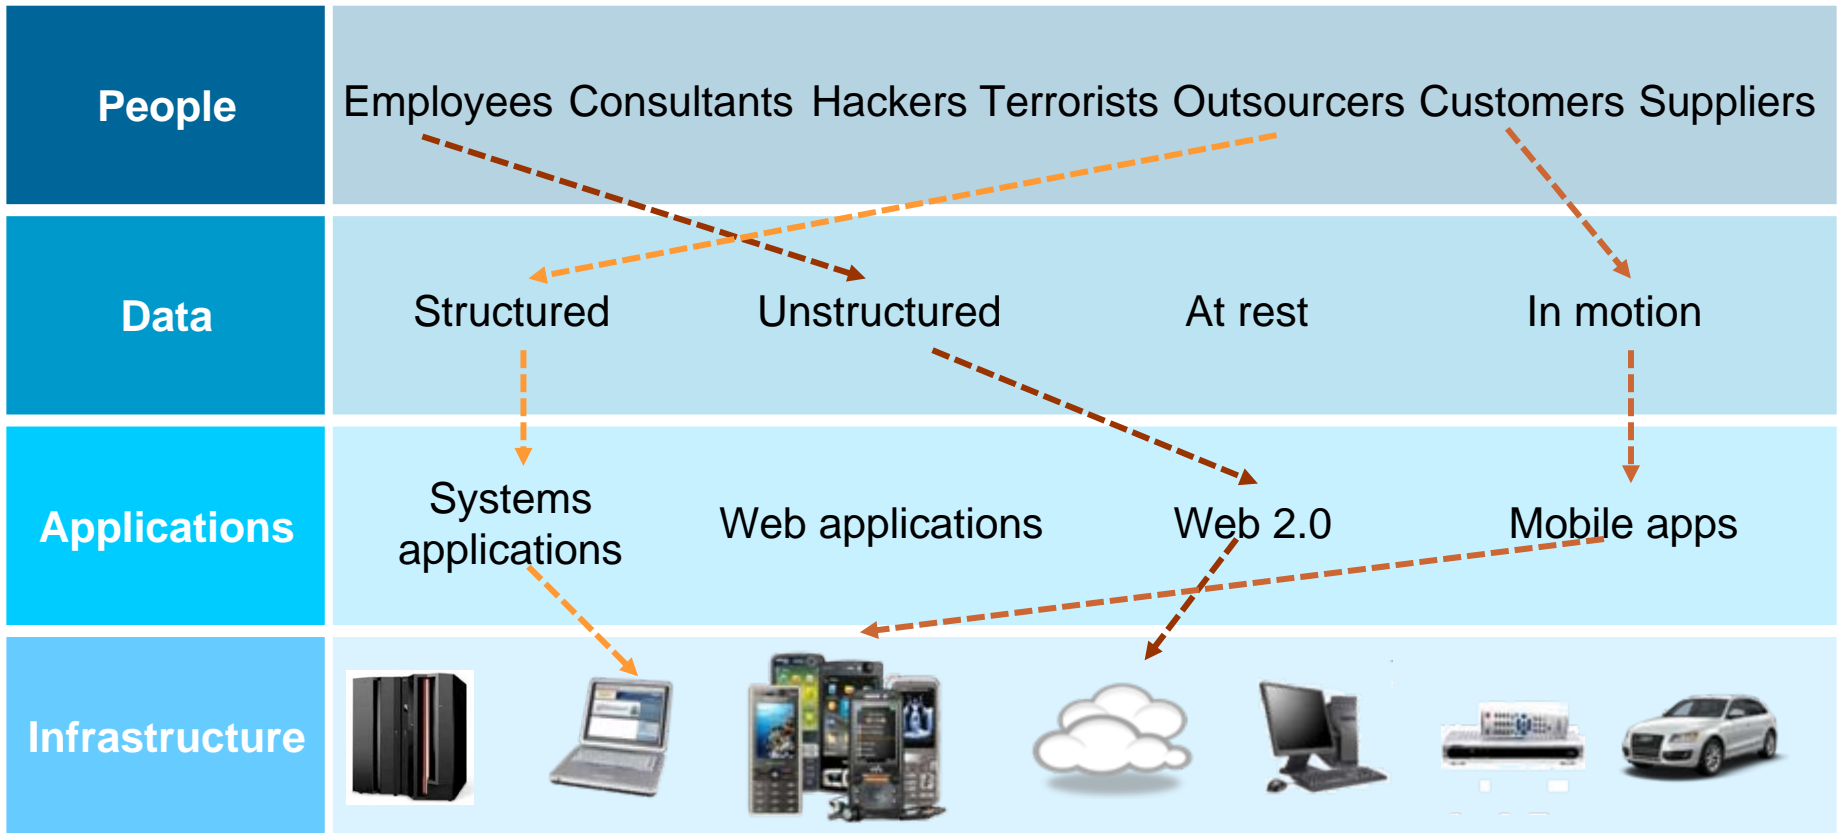 People
Employees Consultants Hackers Terrorists Outsourcers Customers Suppliers
Data
Structured Unstructured At rest In motion
Applications
Systems
applications
Web applications Web 2.0 Mobile apps
Infrastructure